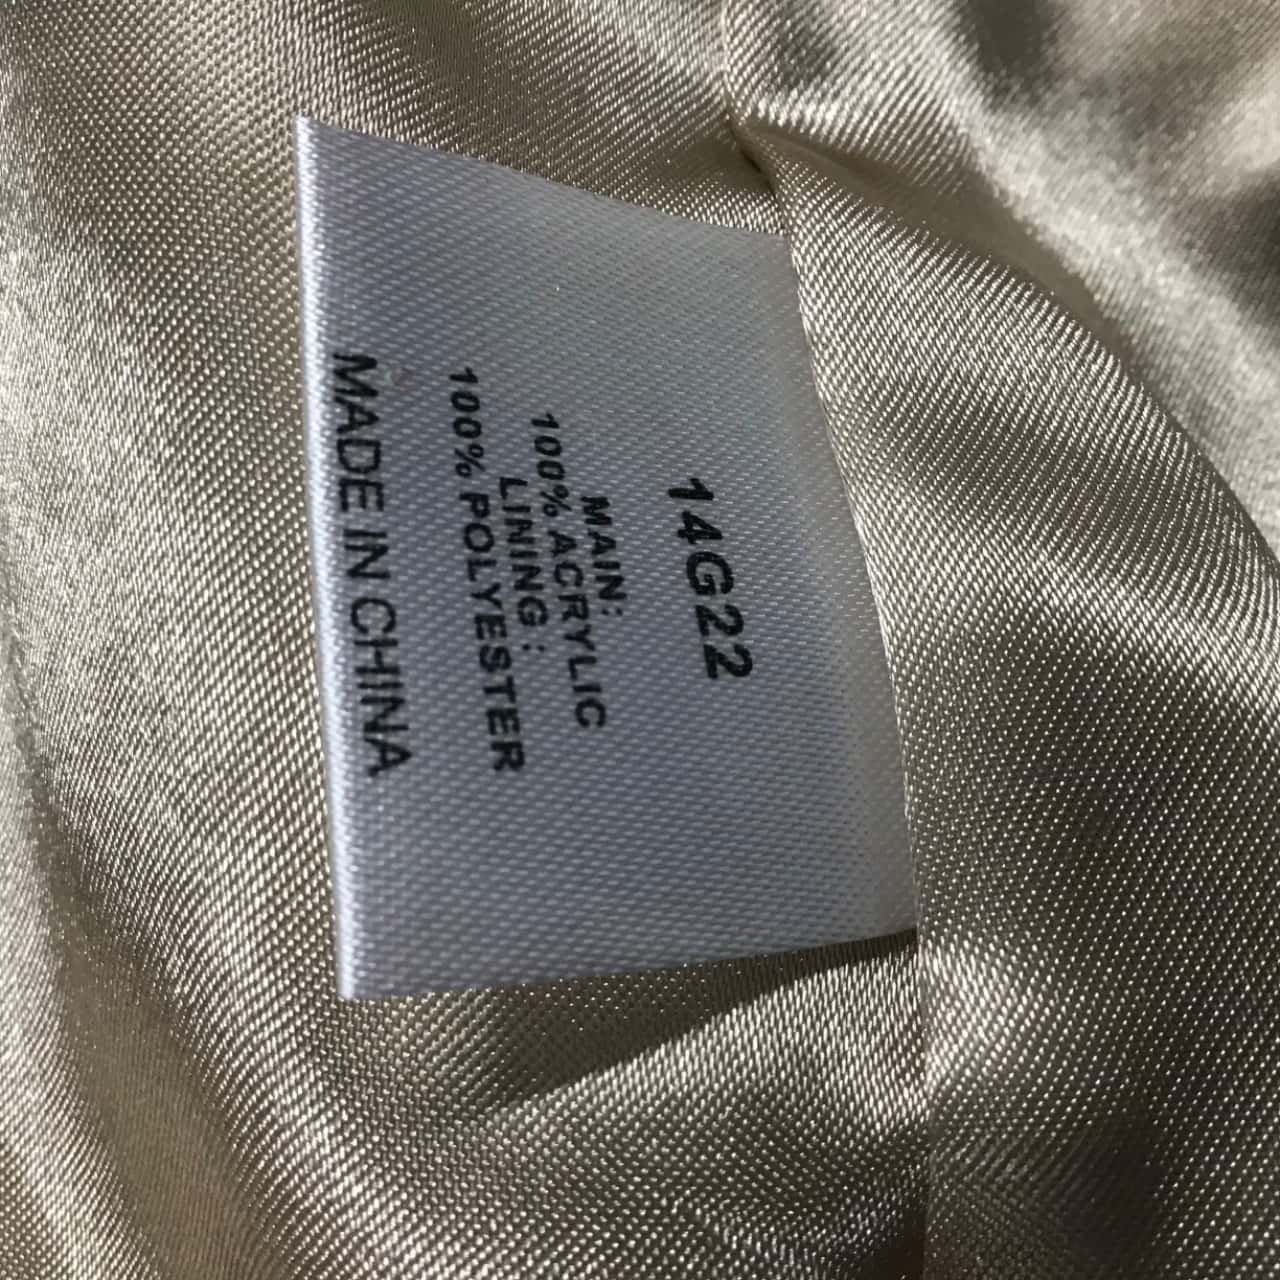 14G22
MAIN:
100% ACRYLIC
LINING:
100% POLYESTER
MADE IN CHINA